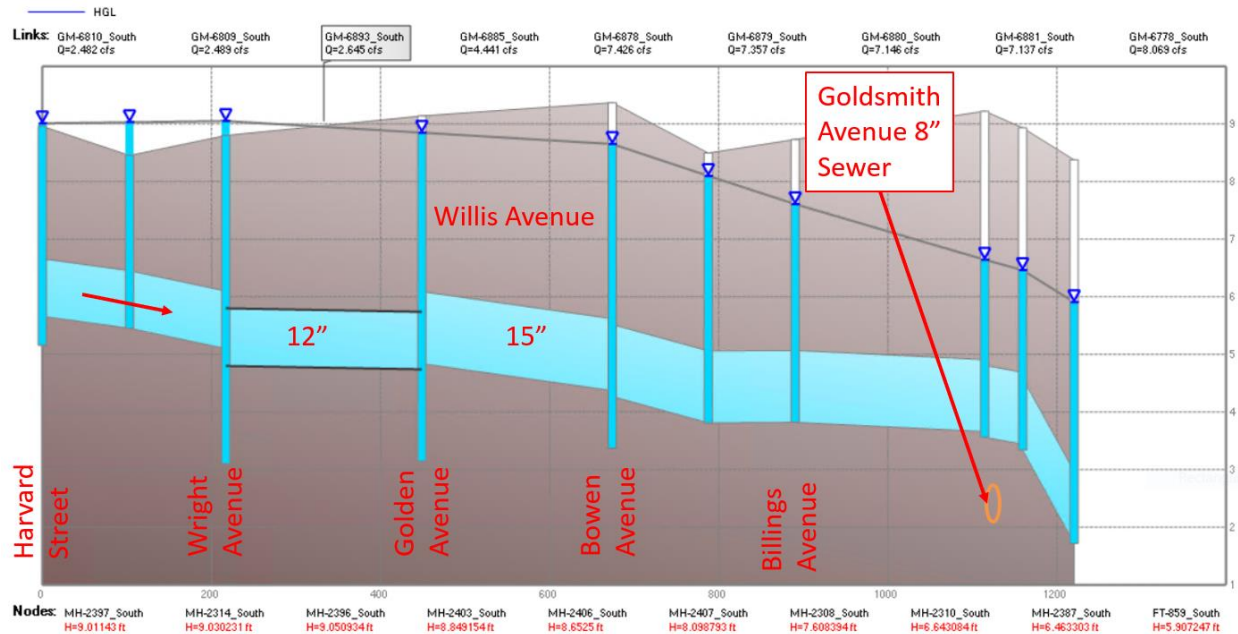 HGL
Links: GM-6810_South GM-6809_South GM-6893_South GM-6885_South GM-6878_South GM-6879_South GM-6880_South GM-6881_South GM-6778_South
Q=2.482 cfs Q=2.489 cfs Q=2.645 cfs Q=4.441 cfs Q=7.426 cfs Q=7.357 cfs Q=7.146 cfs Q=7.137 cfs Q=8.069 cfs
Goldsmith
Avenue 8”
Sewer
9
8
7
6
5
4
3
2
1
Willis Avenue
12”
15”
Harvard
Street
Wright
Avenue
Golden
Avenue
Bowen
Avenue
Billings
Avenue
0 200 400 600 800 1000 1200
Nodes: MH-2397_South MH-2314_South MH-2396_South MH-2403_South MH-2406_South MH-2407_South MH-2308_South MH-2310_South MH-2387_South FT-859_South
H=9.01143 ft H=9.030231 ft H=9.050934 ft H=8.849154 ft H=8.6525 ft H=8.098793 ft H=7.608394 ft H=6.643084 ft H=6.463303 ft H=5.907247 ft